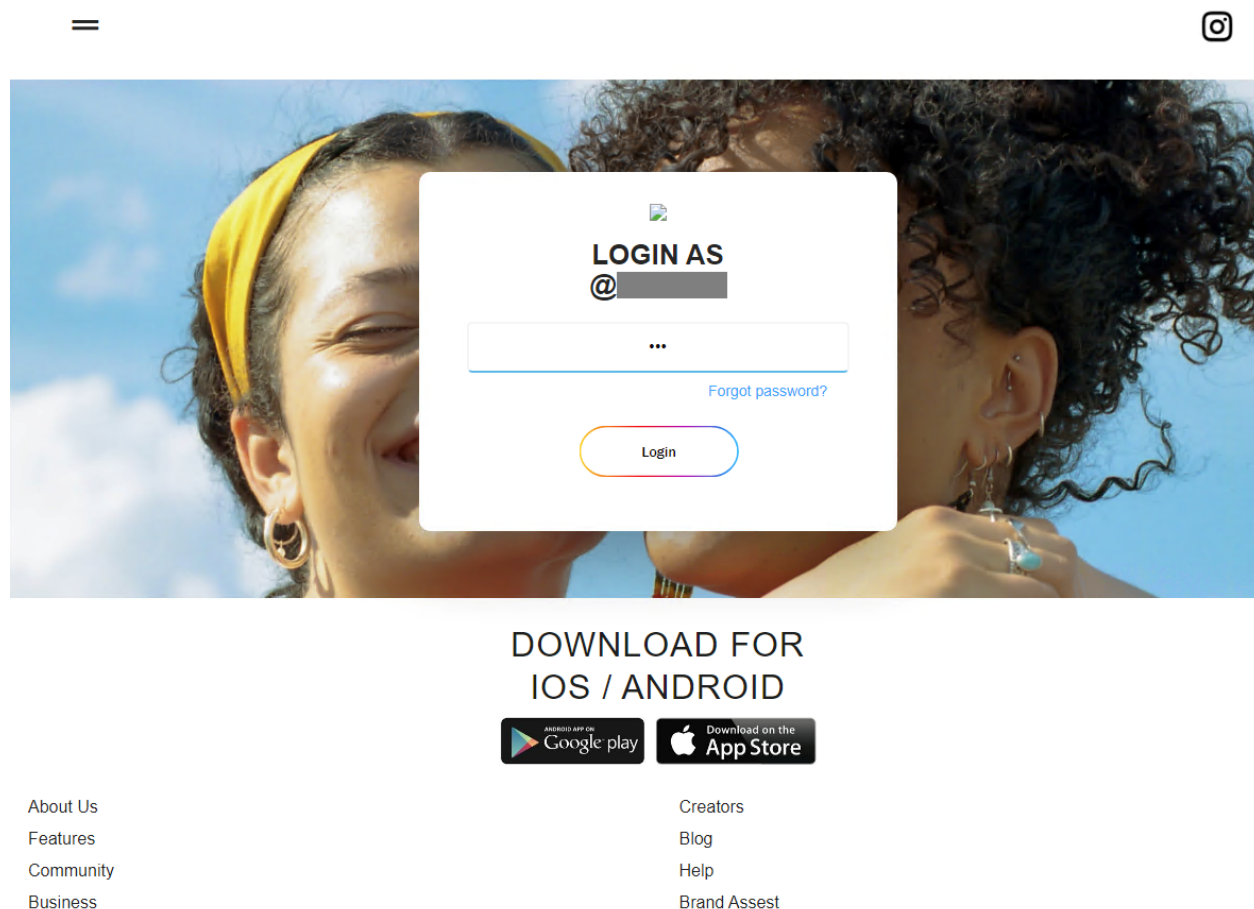 LOGIN AS
@
•••
Forgot password?
Login
DOWNLOAD FOR
IOS / ANDROID
ANDROID APP ON
Google play
Download on the
App Store
About Us
Features
Community
Business
Creators
Blog
Help
Brand Assest